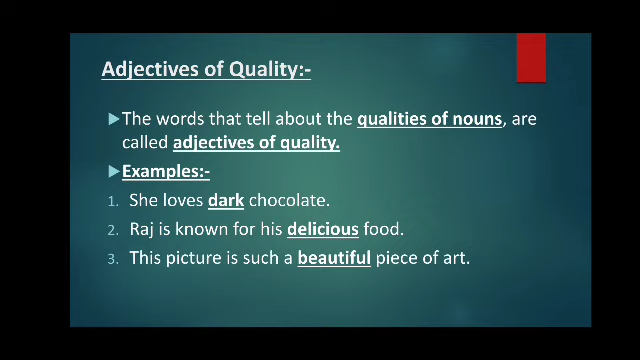 Adjectives of Quality:-
The words that tell about the qualities of nouns, are
called adjectives of quality.
Examples:-
1. She loves dark chocolate.
2. Raj is known for his delicious food.
3. This picture is such a beautiful piece of art.